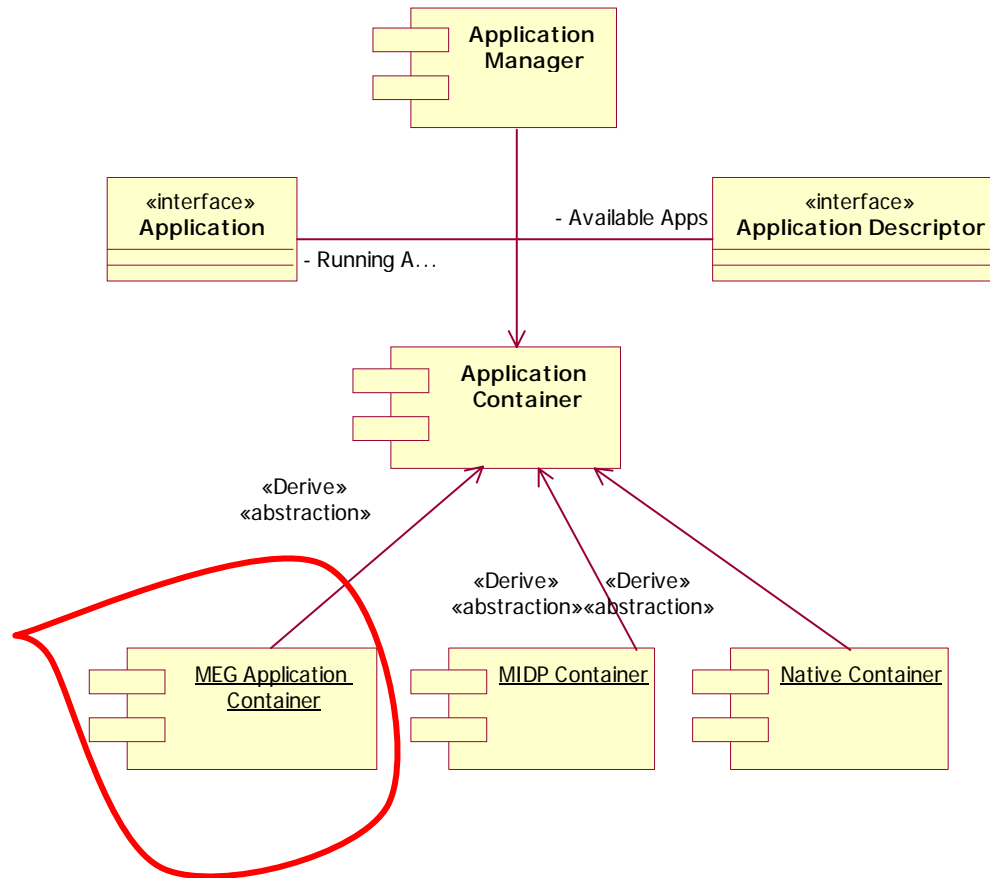 Application
Manager
«interface»
Application
- Available Apps
«interface»
Application Descriptor
- Running A...
Application
Container
«Derive»
«abstraction»
«Derive»
«abstraction»
«Derive»
«abstraction»
MEG Application
Container
MIDP Container
Native Container